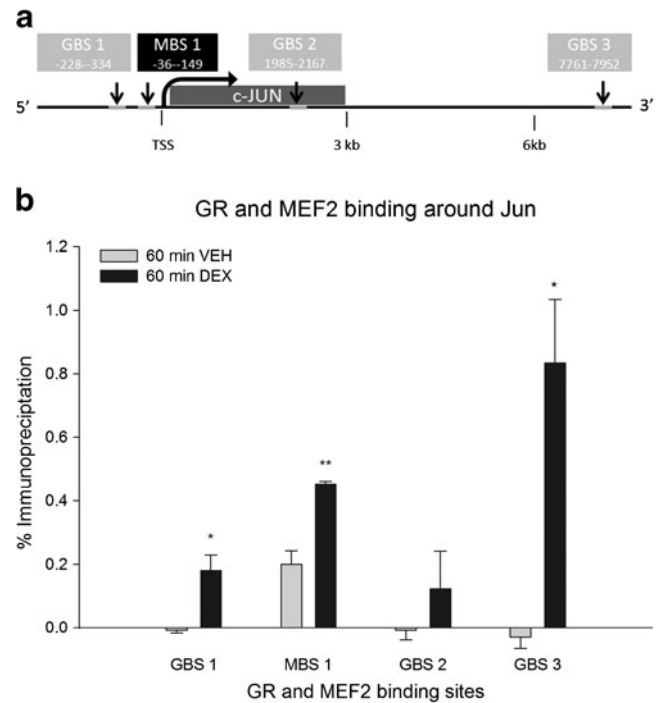 a
GBS 1
-228--334
MBS 1
-36--149
GBS 2
1985-2167
GBS 3
7761-7952
5′
c-JUN
3′
TSS
3 kb
6kb
b
GR and MEF2 binding around Jun
60 min VEH
60 min DEX
% Immunopreciptation
1.2
1.0
0.8
0.6
0.4
0.2
0.0
*
**
*
GBS 1
MBS 1
GBS 2
GBS 3
GR and MEF2 binding sites